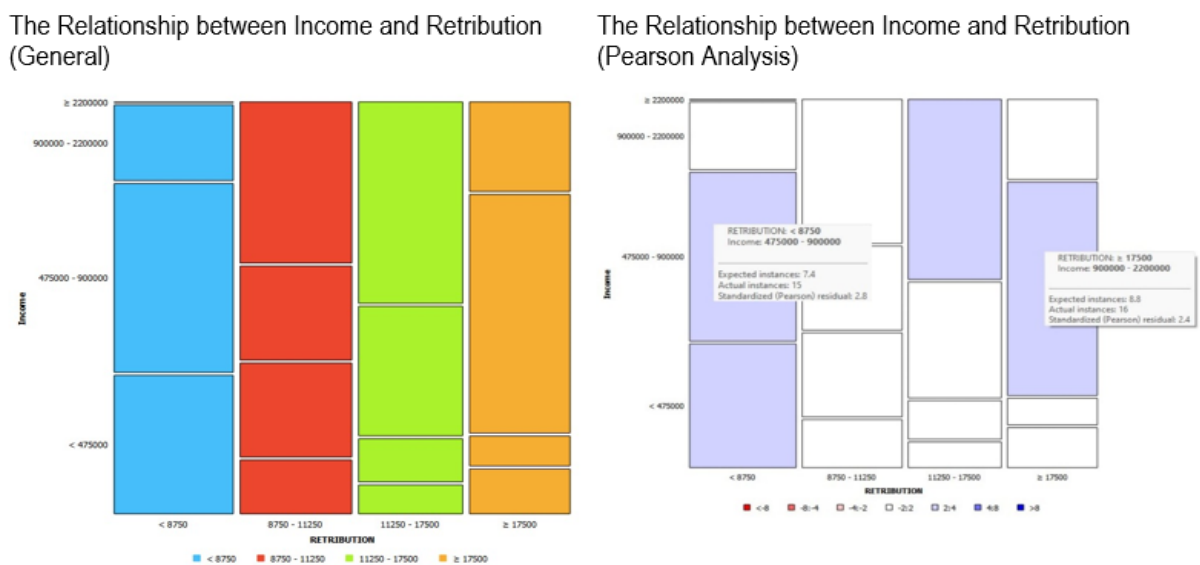 The Relationship between Income and Retribution
(General)
≥ 2200000
900000 - 2200000
475000 - 900000
< 475000
Income
< 8750
8750 - 11250
11250 - 17500
≥ 17500
RETRIBUTION
< 8750
8750 - 11250
11250 - 17500
≥ 17500
The Relationship between Income and Retribution
(Pearson Analysis)
≥ 2200000
900000 - 2200000
475000 - 900000
< 475000
Income
RETRIBUTION: < 8750
Income: 475000 - 900000
Expected instances: 7.4
Actual instances: 15
Standardized (Pearson) residual: 2.8
RETRIBUTION: ≥ 17500
Income: 900000 - 2200000
Expected instances: 8.8
Actual instances: 16
Standardized (Pearson) residual: 2.4
< 8750
8750 - 11250
11250 - 17500
≥ 17500
RETRIBUTION
<-8
-8:-4
-4:-2
-2:2
2:4
4:8
>8